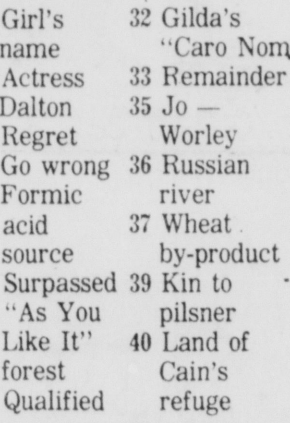 Girl's
name
Actress
Dalton
Regret
Go wrong
Formic
acid
source
Surpassed
"As You
Like It"
forest
Qualified
32 Gilda's
"Caro Nom
33 Remainder
35 Jo —
Worley
36 Russian
river
37 Wheat
by-product
39 Kin to
pilsner
40 Land of
Cain's
refuge